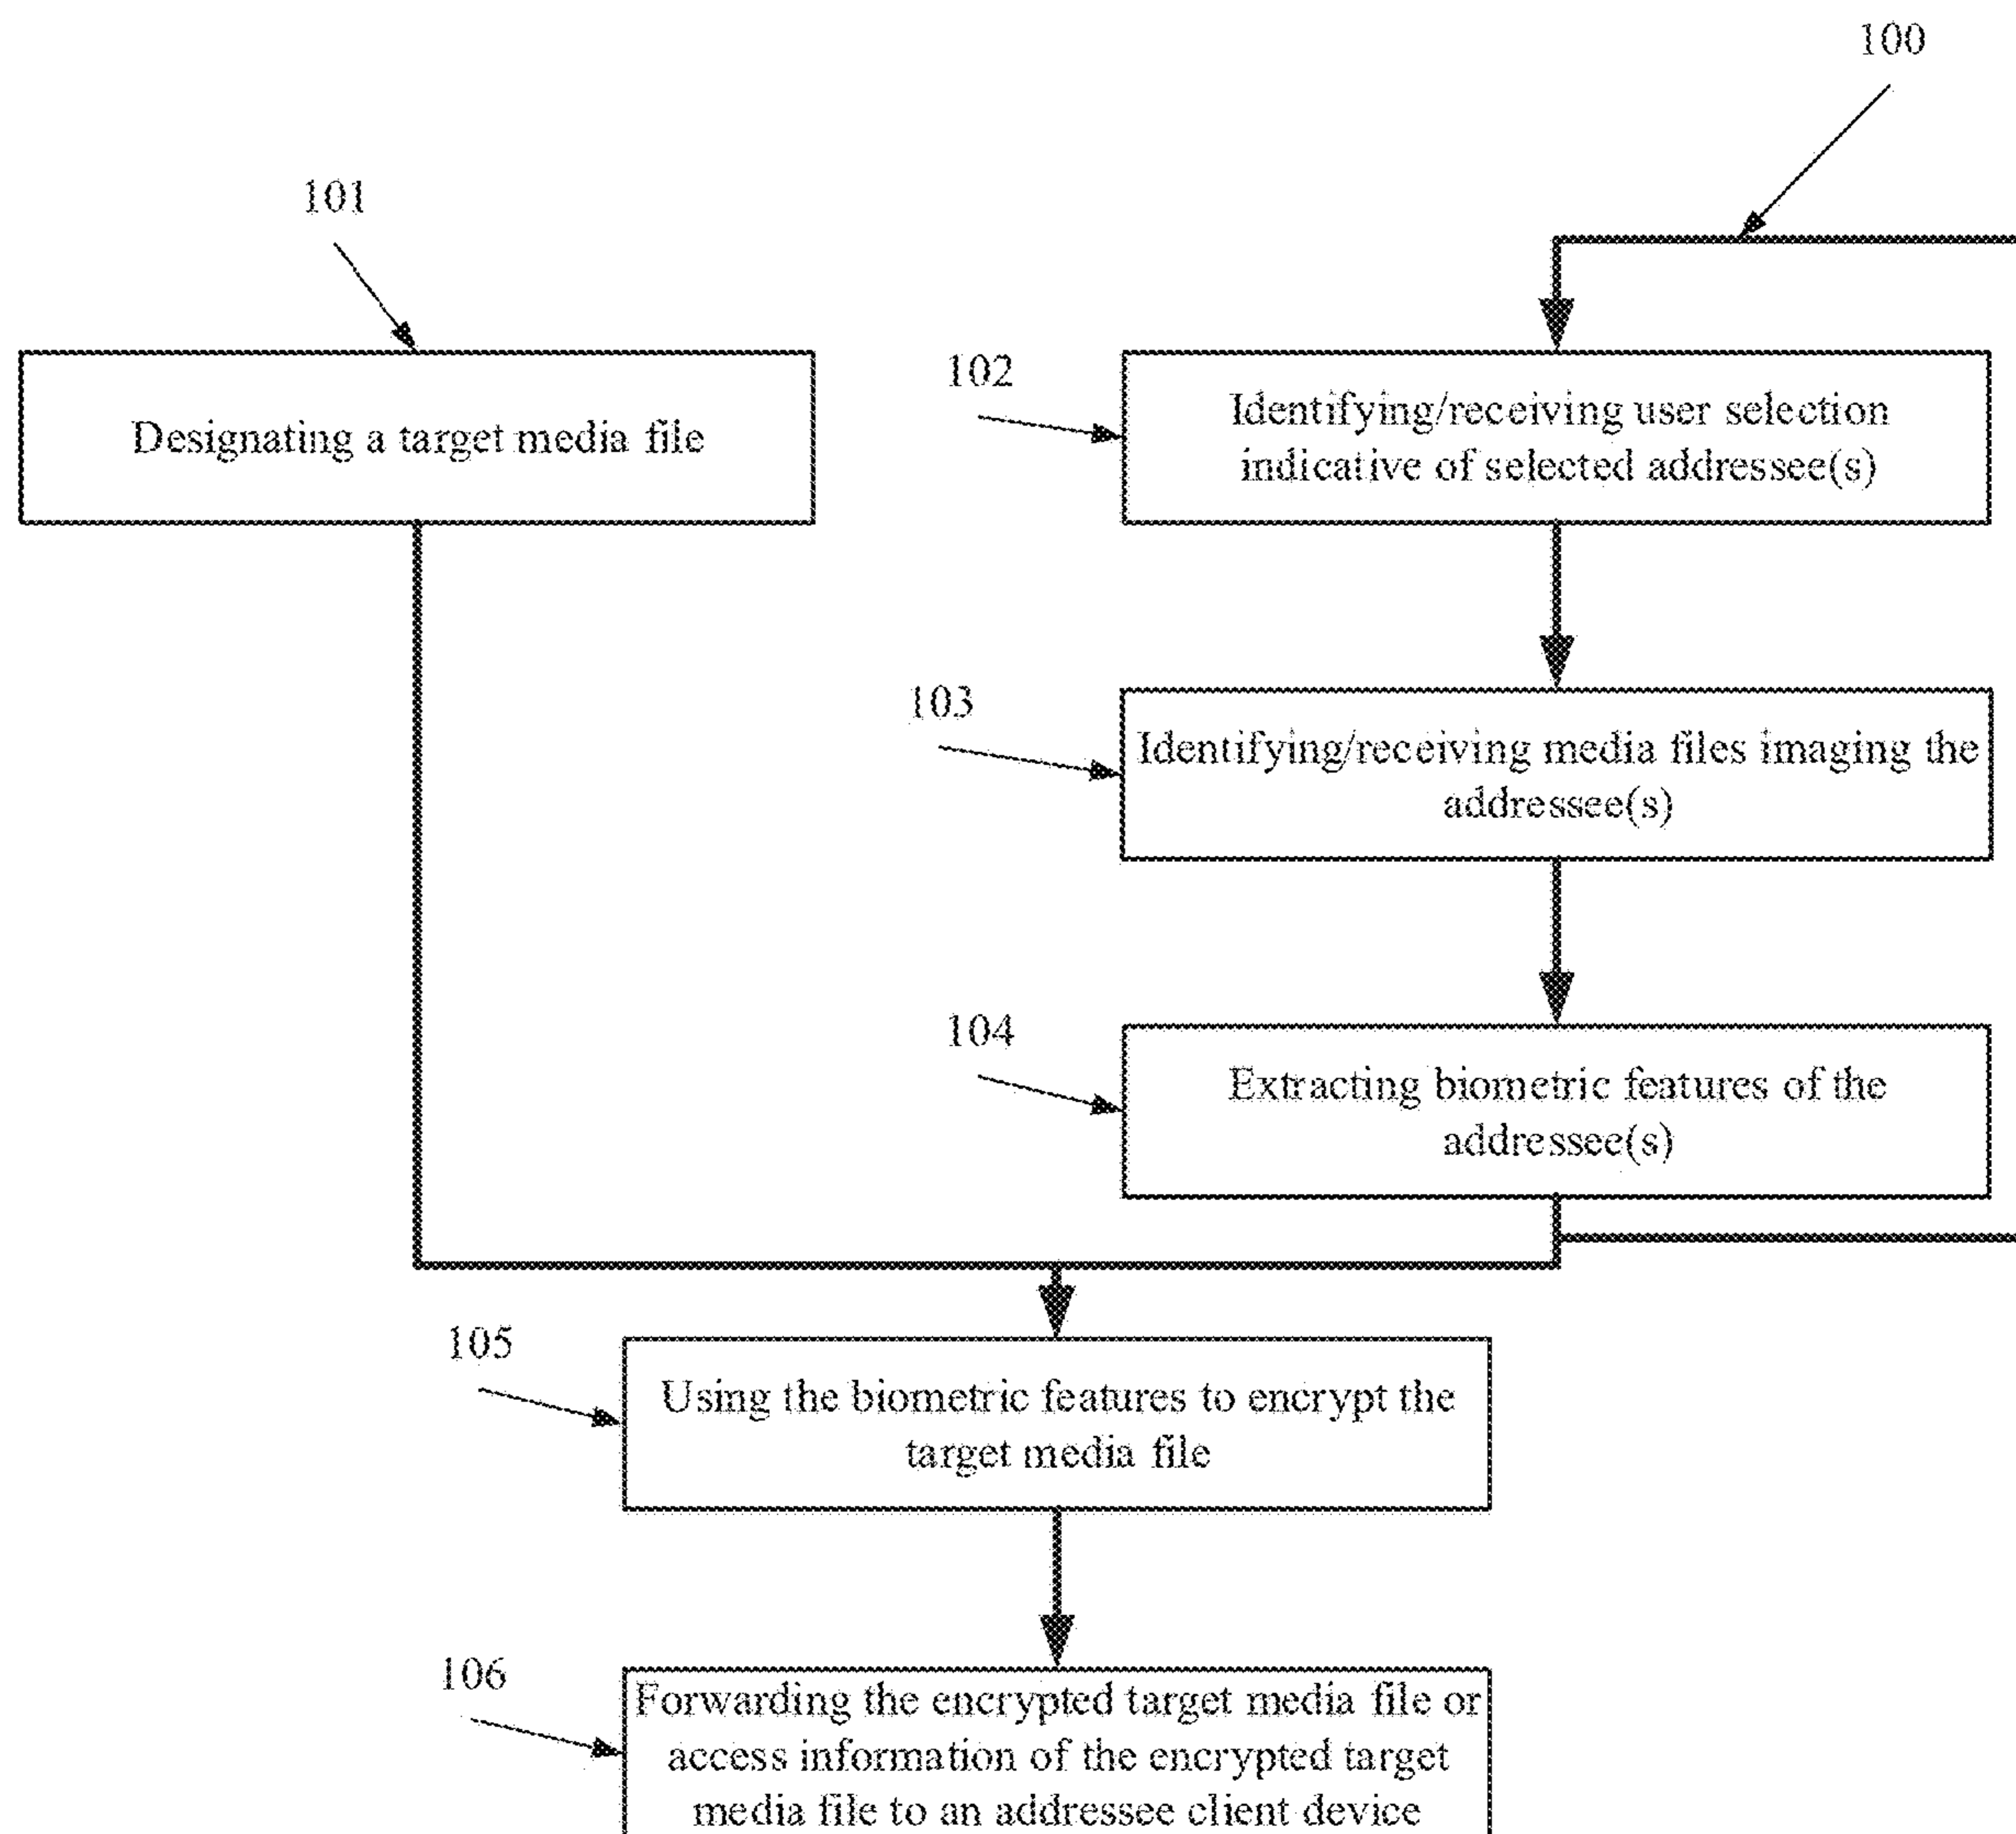 100
101
Designating a target media file
102
Identifying/receiving user selection
indicative of selected addressee(s)
103
Identifying/receiving media files imaging the
addressee(s)
104
Extracting biometric features of the
addressee(s)
105
Using the biometric features to encrypt the
target media file
106
Forwarding the encrypted target media file or
access information of the encrypted target
media file to an addressee client device